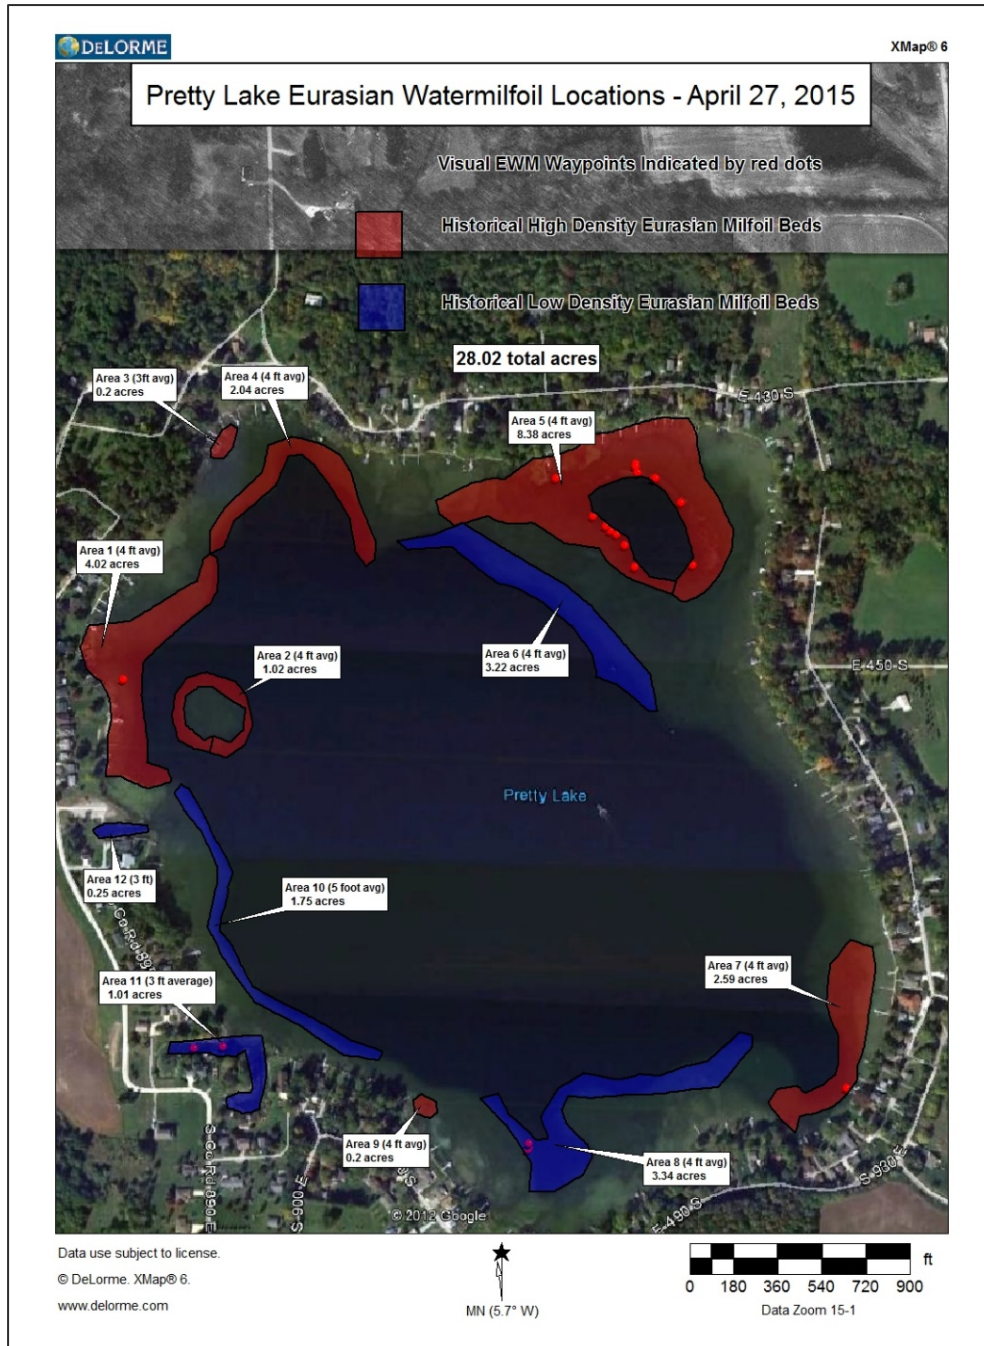 DELORME
XMap® 6
Pretty Lake Eurasian Watermilfoil Locations - April 27, 2015
Visual EWM Waypoints Indicated by red dots
Historical High Density Eurasian Milfoil Beds
Historical Low Density Eurasian Milfoil Beds
28.02 total acres
Area 3 (3ft avg)
0.2 acres
Area 4 (4 ft avg)
2.04 acres
E 430 S
Area 5 (4 ft avg)
8.38 acres
Area 1 (4 ft avg)
4.02 acres
Area 2 (4 ft avg)
1.02 acres
Area 6 (4 ft avg)
3.22 acres
E 450 S
Pretty Lake
Area 12 (3 ft)
0.25 acres
Area 10 (5 foot avg)
1.75 acres
Co Rd 89
Area 11 (3 ft average)
1.01 acres
Area 7 (4 ft avg)
2.59 acres
Area 9 (4 ft avg)
0.2 acres
Area 8 (4 ft avg)
3.34 acres
S Co Rd 890 E
S 930 E
E 490 S
© 2012 Google
Data use subject to license.
© DeLorme. XMap® 6.
www.delorme.com
MN (5.7° W)
ft
0 180 360 540 720 900
Data Zoom 15-1